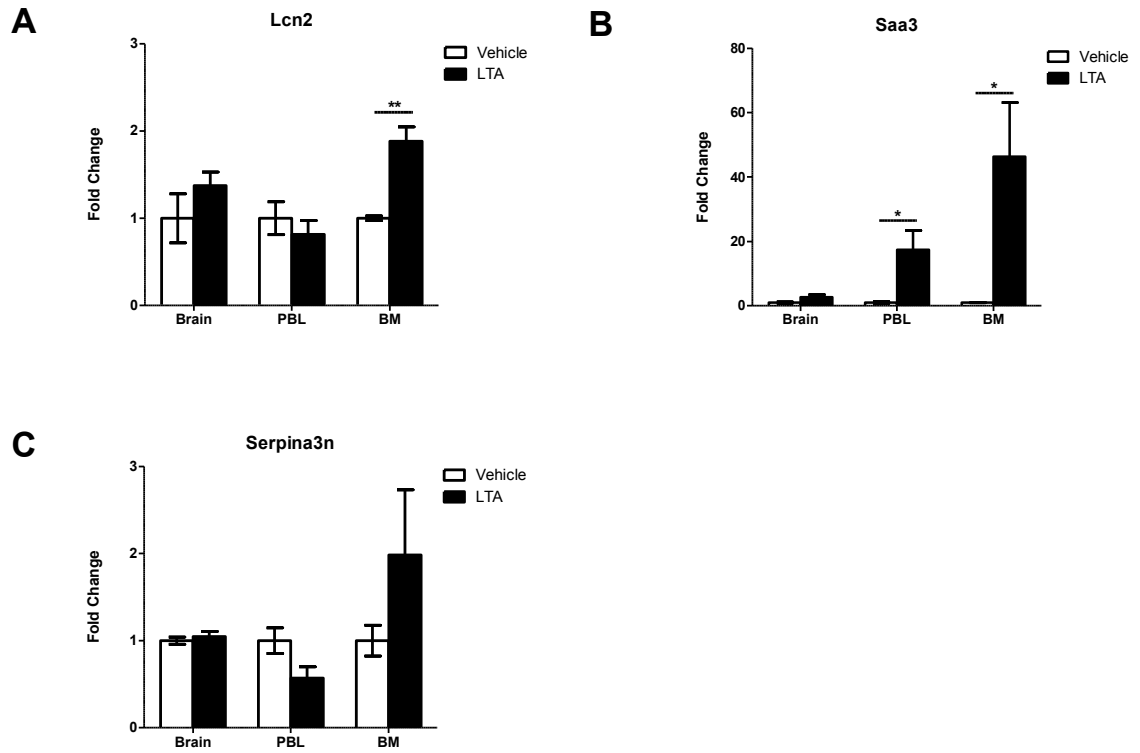 A
Lcn2
Fold Change
3
2
1
0
**
Brain PBL BM
Vehicle
LTA
B
Saa3
Fold Change
80
60
40
20
0
*
*
Brain PBL BM
Vehicle
LTA
C
Serpina3n
Fold Change
3
2
1
0
Brain PBL BM
Vehicle
LTA